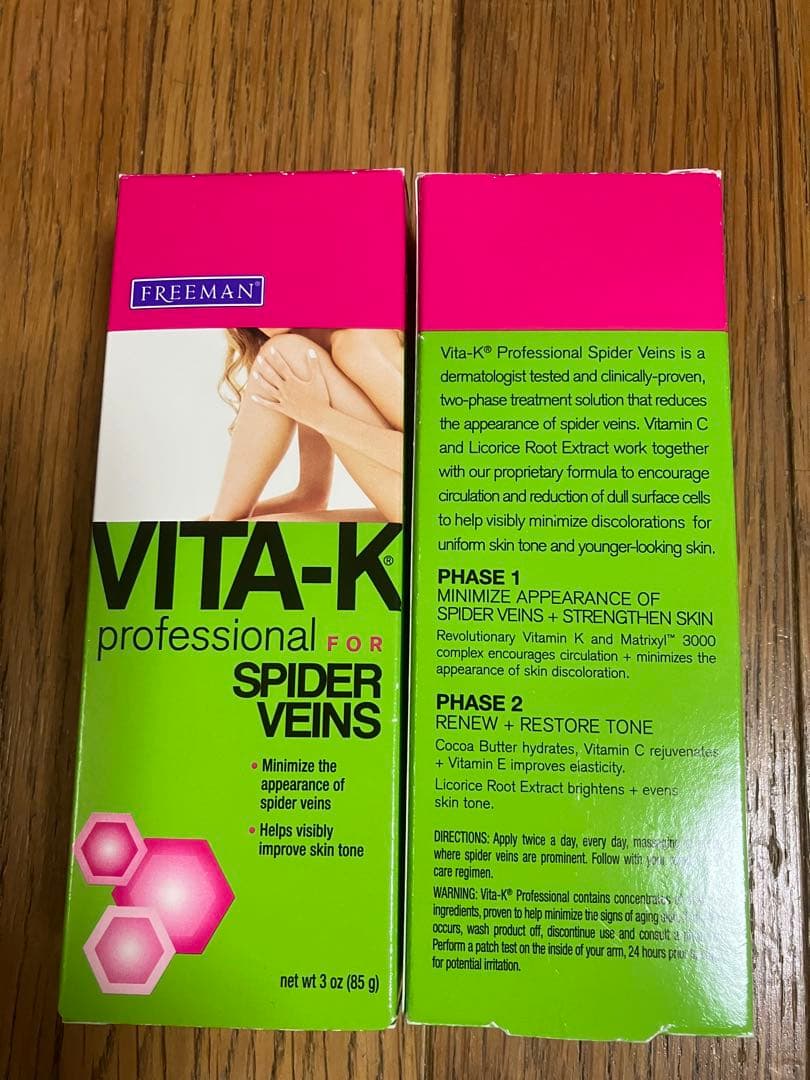 FREEMAN®
VITA-K®
professional FOR
SPIDER
VEINS
• Minimize the
appearance of
spider veins
• Helps visibly
improve skin tone
net wt 3 oz (85 g)
Vita-K® Professional Spider Veins is a
dermatologist tested and clinically-proven,
two-phase treatment solution that reduces
the appearance of spider veins. Vitamin C
and Licorice Root Extract work together
with our proprietary formula to encourage
circulation and reduction of dull surface cells
to help visibly minimize discolorations for
uniform skin tone and younger-looking skin.
PHASE 1
MINIMIZE APPEARANCE OF
SPIDER VEINS + STRENGTHEN SKIN
Revolutionary Vitamin K and Matrixyl™ 3000
complex encourages circulation + minimizes the
appearance of skin discoloration.
PHASE 2
RENEW + RESTORE TONE
Cocoa Butter hydrates, Vitamin C rejuvenates
+ Vitamin E improves elasticity.
Licorice Root Extract brightens + evens
skin tone.
DIRECTIONS: Apply twice a day, every day,
where spider veins are prominent. Follow with your
care regimen.
WARNING: Vita-K® Professional contains
ingredients, proven to help minimize the signs of aging
occurs, wash product off, discontinue use and consult a
Perform a patch test on the inside of your arm, 24 hours
for potential irritation.